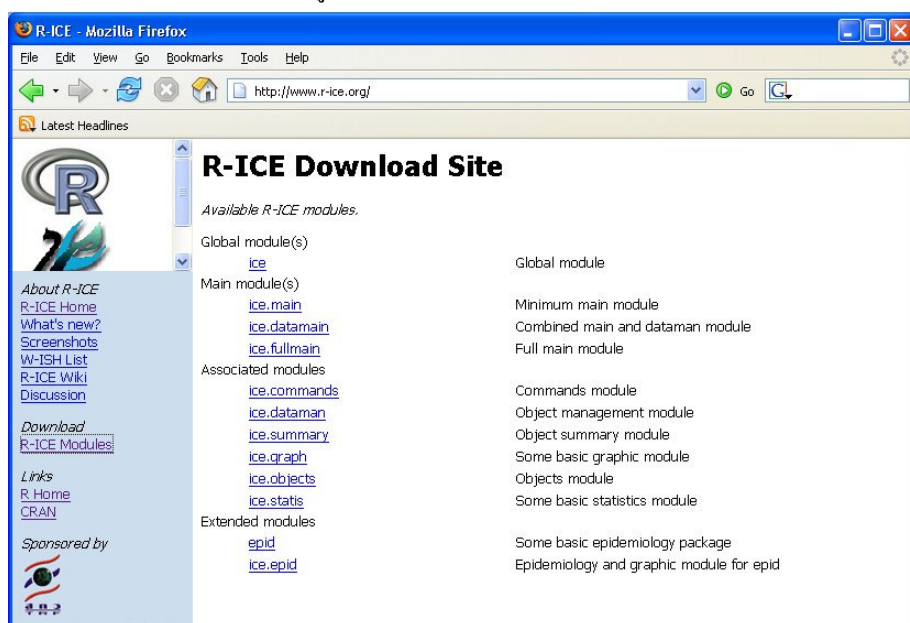 R-ICE - Mozilla Firefox
File Edit View Go Bookmarks Tools Help
http://www.r-ice.org/ Go G
Latest Headlines
R
R-ICE Download Site
Available R-ICE modules.
Global module(s)
ice Global module
Main module(s)
ice.main Minimum main module
ice.datamain Combined main and dataman module
ice.fullmain Full main module
Associated modules
ice.commands Commands module
ice.dataman Object management module
ice.summary Object summary module
ice.graph Some basic graphic module
ice.objects Objects module
ice.statis Some basic statistics module
Extended modules
epid Some basic epidemiology package
ice.epid Epidemiology and graphic module for epid
About R-ICE
R-ICE Home
What's new?
Screenshots
W-ISH List
R-ICE Wiki
Discussion
Download
R-ICE Modules
Links
R Home
CRAN
Sponsored by